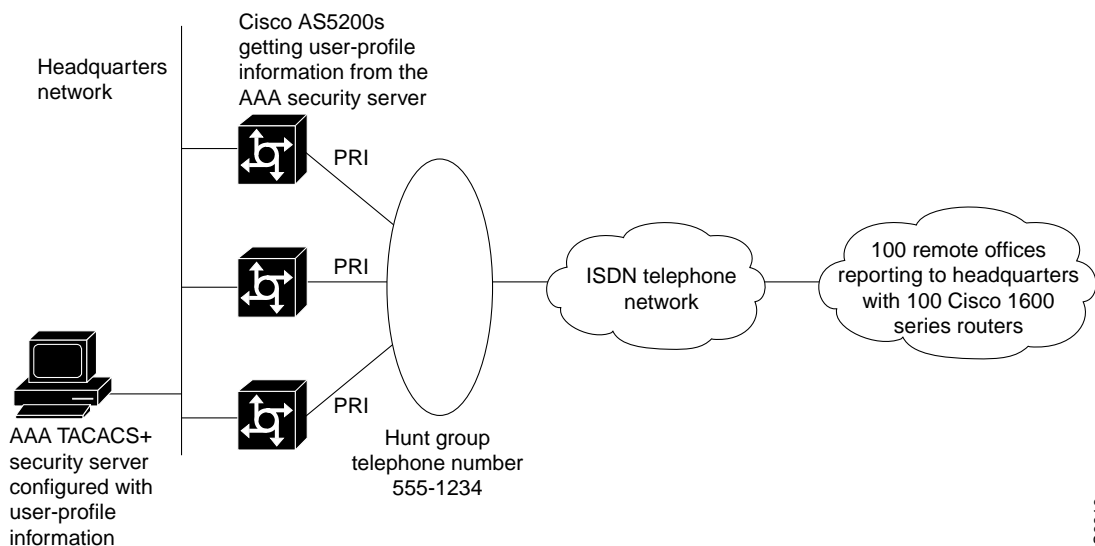 Cisco AS5200s
getting user-profile
information from the
AAA security server
Headquarters
network
PRI
PRI
PRI
ISDN telephone
network
100 remote offices
reporting to headquarters
with 100 Cisco 1600
series routers
Hunt group
telephone number
555-1234
AAA TACACS+
security server
configured with
user-profile
information